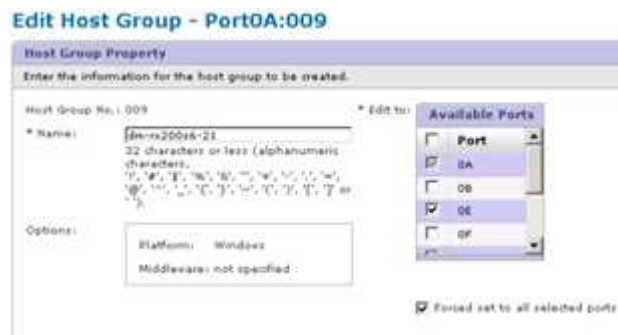 Edit Host Group - Port0A:009
Host Group Property
Enter the information for the host group to be created.
Host Group No.: 009
* Name:
dm-rx200s6-21
32 characters or less (alphanumeric
characters,
or
* Edit to:
Available Ports
Port
0A
0B
0E
0F
Options:
Platform: Windows
Middleware: not specified
Forced set to all selected ports